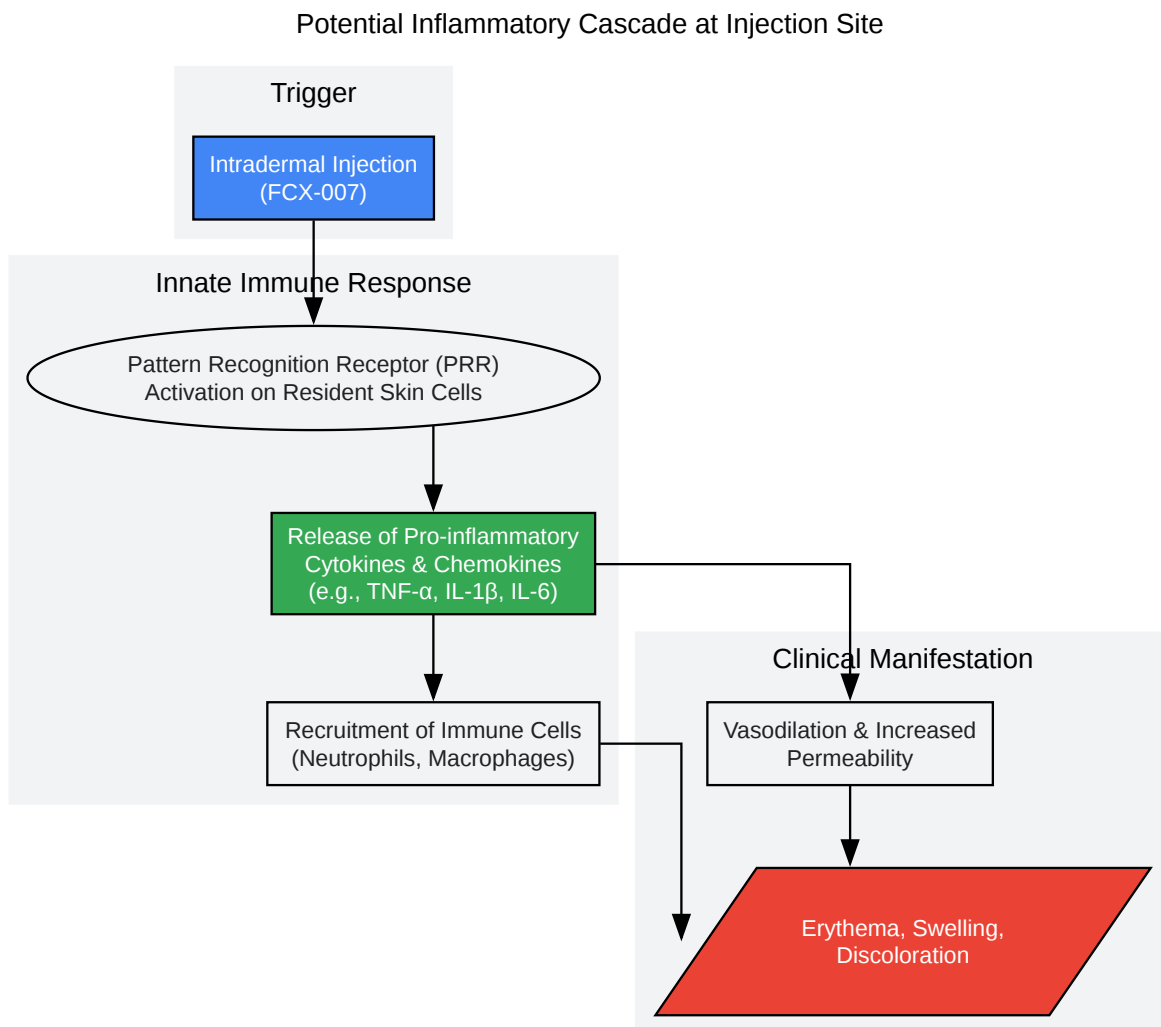 Potential Inflammatory Cascade at Injection Site
Trigger
Intradermal Injection
(FCX-007)
Innate Immune Response
Pattern Recognition Receptor (PRR)
Activation on Resident Skin Cells
Release of Pro-inflammatory
Cytokines & Chemokines
(e.g., TNF-α, IL-1β, IL-6)
Recruitment of Immune Cells
(Neutrophils, Macrophages)
Clinical Manifestation
Vasodilation & Increased
Permeability
Erythema, Swelling,
Discoloration